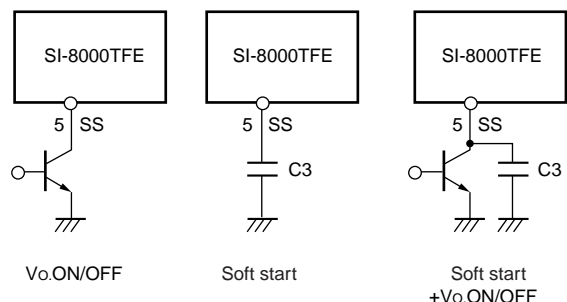 SI-8000TFE
SI-8000TFE
SI-8000TFE
5 SS
5 SS
5 SS
C3
C3
Vo.ON/OFF
Soft start
Soft start
+Vo.ON/OFF